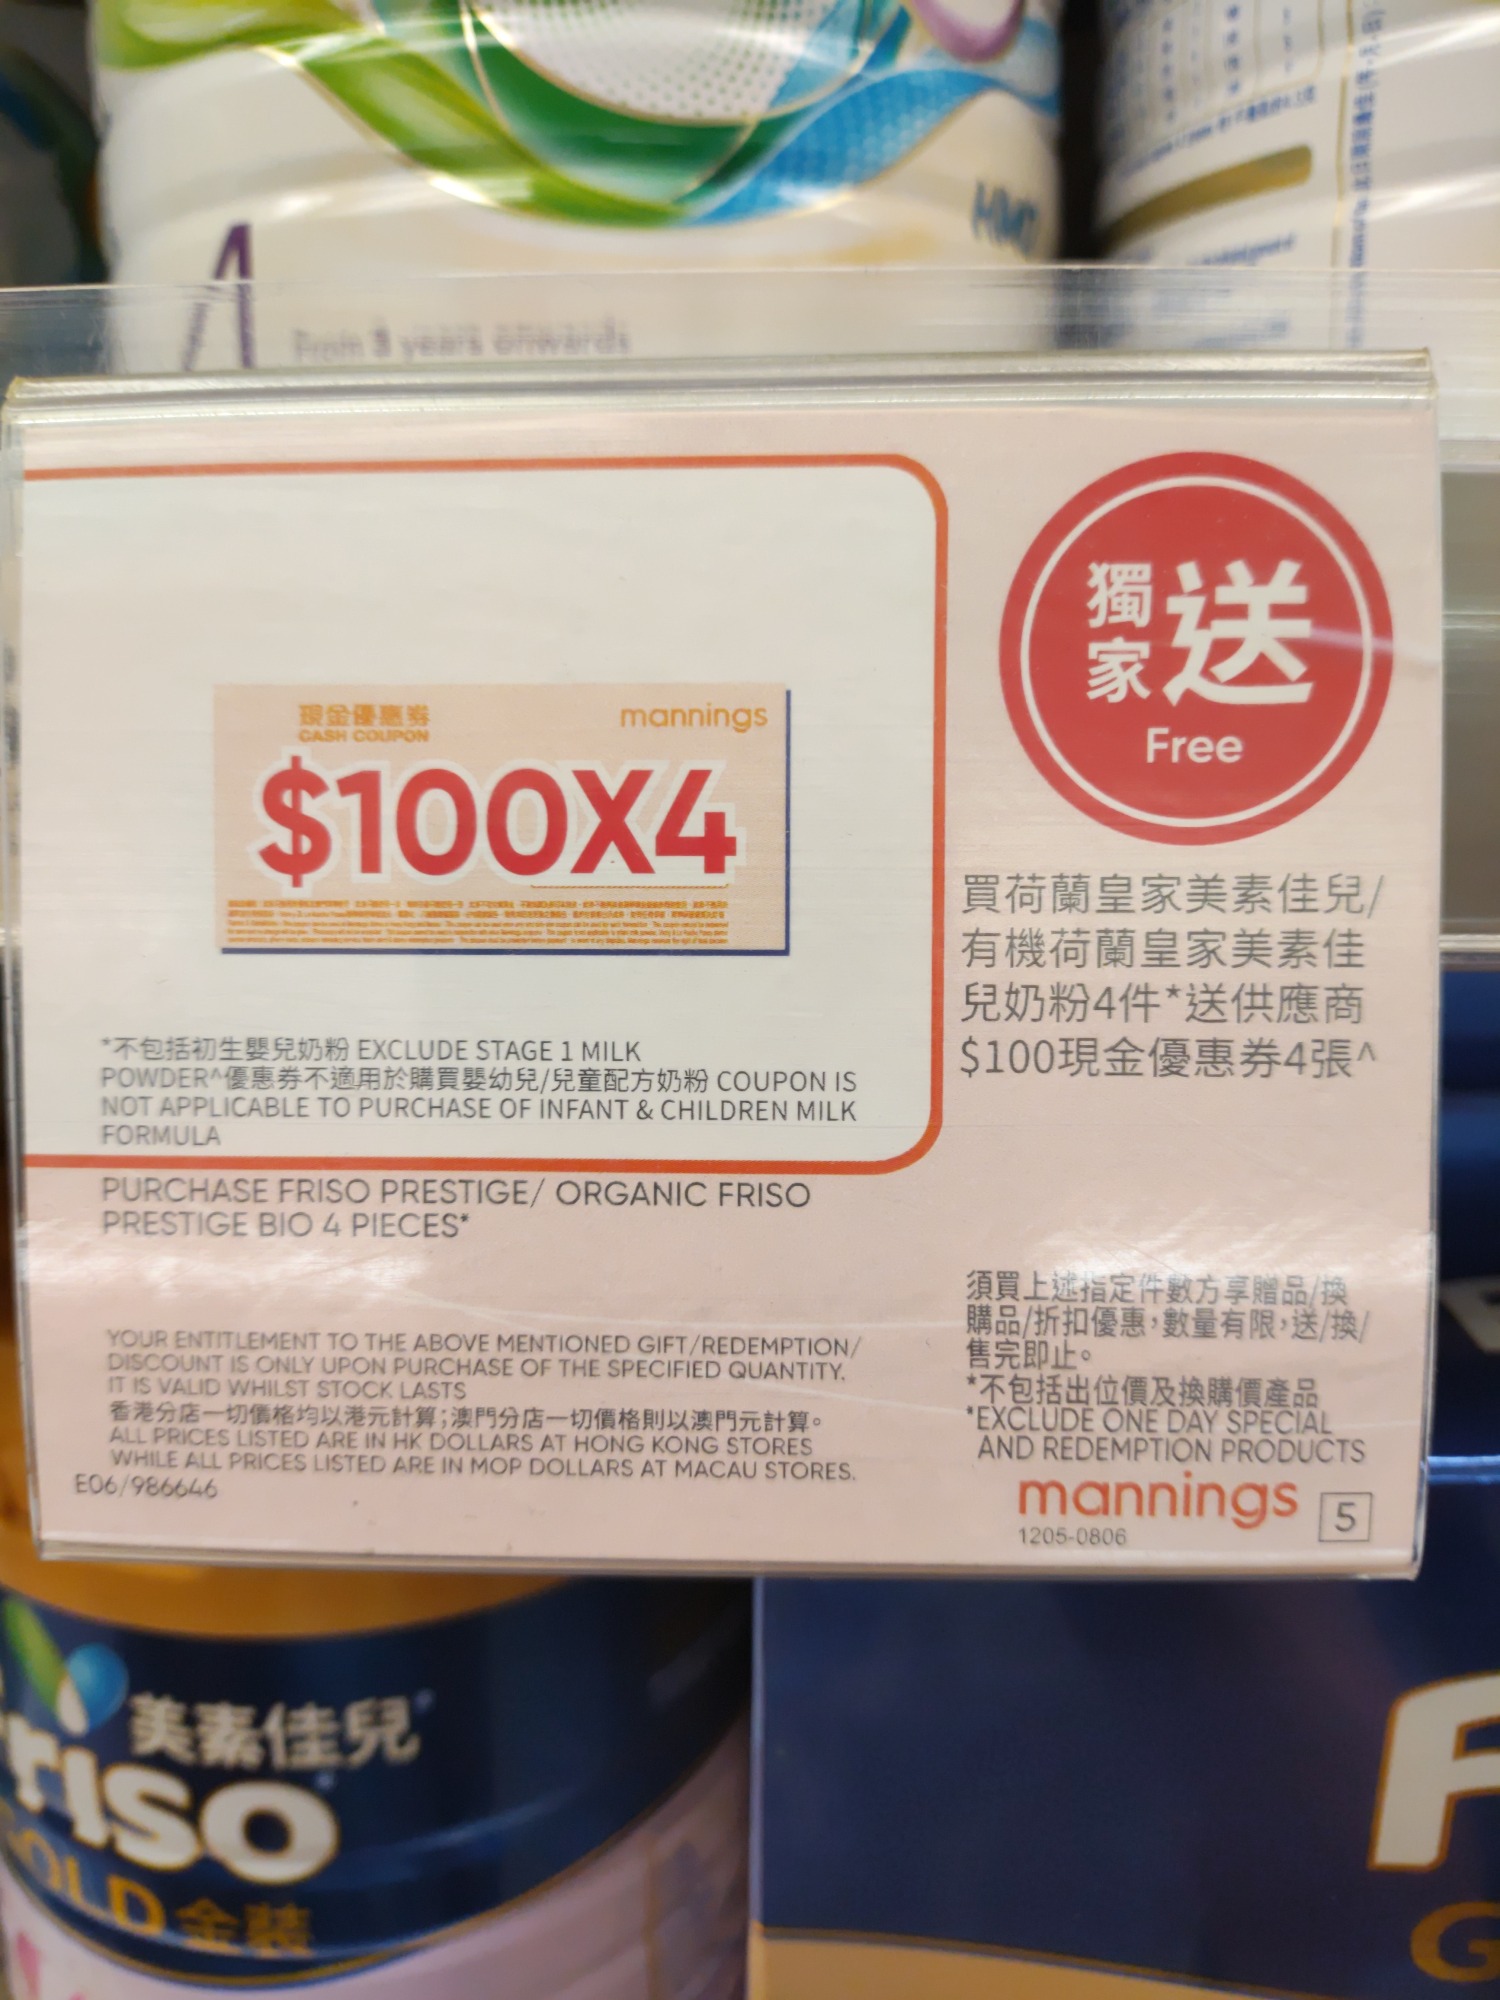 4
From 3 years onwards
HMO
獨家 送
Free
現金優惠券
CASH COUPON
mannings
$100X4
買荷蘭皇家美素佳兒/
有機荷蘭皇家美素佳
兒奶粉4件*送供應商
$100現金優惠券4張^
*不包括初生嬰兒奶粉 EXCLUDE STAGE 1 MILK
POWDER^優惠券不適用於購買嬰幼兒/兒童配方奶粉 COUPON IS
NOT APPLICABLE TO PURCHASE OF INFANT & CHILDREN MILK
FORMULA
PURCHASE FRISO PRESTIGE/ ORGANIC FRISO
PRESTIGE BIO 4 PIECES*
須買上述指定件數方享贈品/換
購品/折扣優惠，數量有限，送/換/
售完即止。
*不包括出位價及換購價產品
*EXCLUDE ONE DAY SPECIAL
AND REDEMPTION PRODUCTS
YOUR ENTITLEMENT TO THE ABOVE MENTIONED GIFT/REDEMPTION/
DISCOUNT IS ONLY UPON PURCHASE OF THE SPECIFIED QUANTITY.
IT IS VALID WHILST STOCK LASTS
香港分店一切價格均以港元計算；澳門分店一切價格則以澳門元計算。
ALL PRICES LISTED ARE IN HK DOLLARS AT HONG KONG STORES
WHILE ALL PRICES LISTED ARE IN MOP DOLLARS AT MACAU STORES.
E06/986646
mannings
5
1205-0806
美素佳兒
friso
GOLD 金裝
F
G